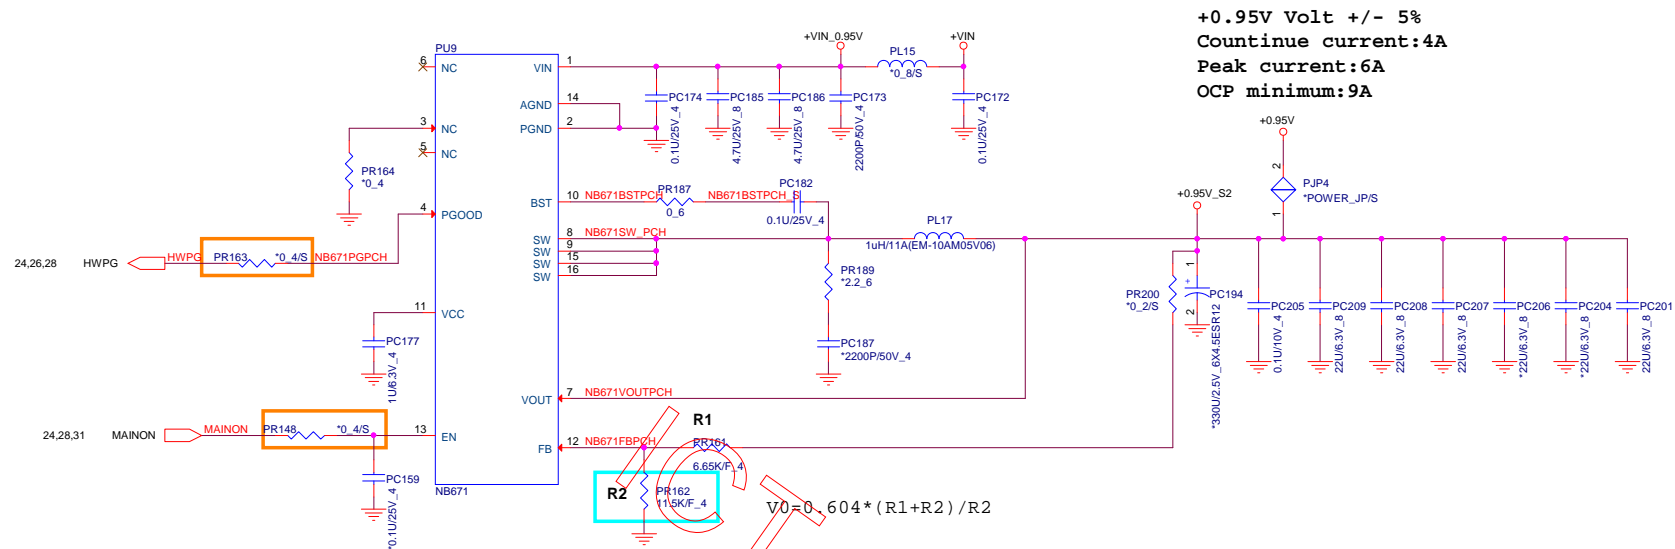 +0.95V Volt +/- 5%
Countinue current:4A
Peak current:6A
OCP minimum:9A
PU9
6
NC
3
NC
5
NC
4
PGOOD
11
VCC
13
EN
NB671
VIN
1
AGND
14
PGND
2
BST
10
SW
8
SW
9
SW
15
SW
16
VOUT
7
FB
12
PR164
*0_4
24,26,28
HWPG
HWPG
PR163
*0_4/S
NB671PGPCH
PC177
1U/6.3V_4
24,28,31
MAINON
MAINON
PR148
*0_4/S
PC159
*0.1U/25V_4
+VIN_0.95V
+VIN
PL15
*0_8/S
PC174
0.1U/25V_4
PC185
4.7U/25V_8
PC186
4.7U/25V_8
PC173
2200P/50V_4
PC172
0.1U/25V_4
NB671BSTPCH
PR187
0_6
NB671BSTPCH_S
PC182
0.1U/25V_4
NB671SW_PCH
PL17
1uH/11A(EM-10AM05V06)
PR189
*2.2_6
PC187
*2200P/50V_4
NB671VOUTPCH
NB671FBPCH
R1
PR161
6.65K/F_4
R2
PR162
11.5K/F_4
V0=0.604*(R1+R2)/R2
+0.95V
2
PJP4
*POWER_JP/S
1
+0.95V_S2
PR200
*0_2/S
1
+
2
PC194
*330U/2.5V_6X4.5ESR12
PC205
0.1U/10V_4
PC209
22U/6.3V_8
PC208
22U/6.3V_8
PC207
22U/6.3V_8
PC206
*22U/6.3V_8
PC204
*22U/6.3V_8
PC201
22U/6.3V_8